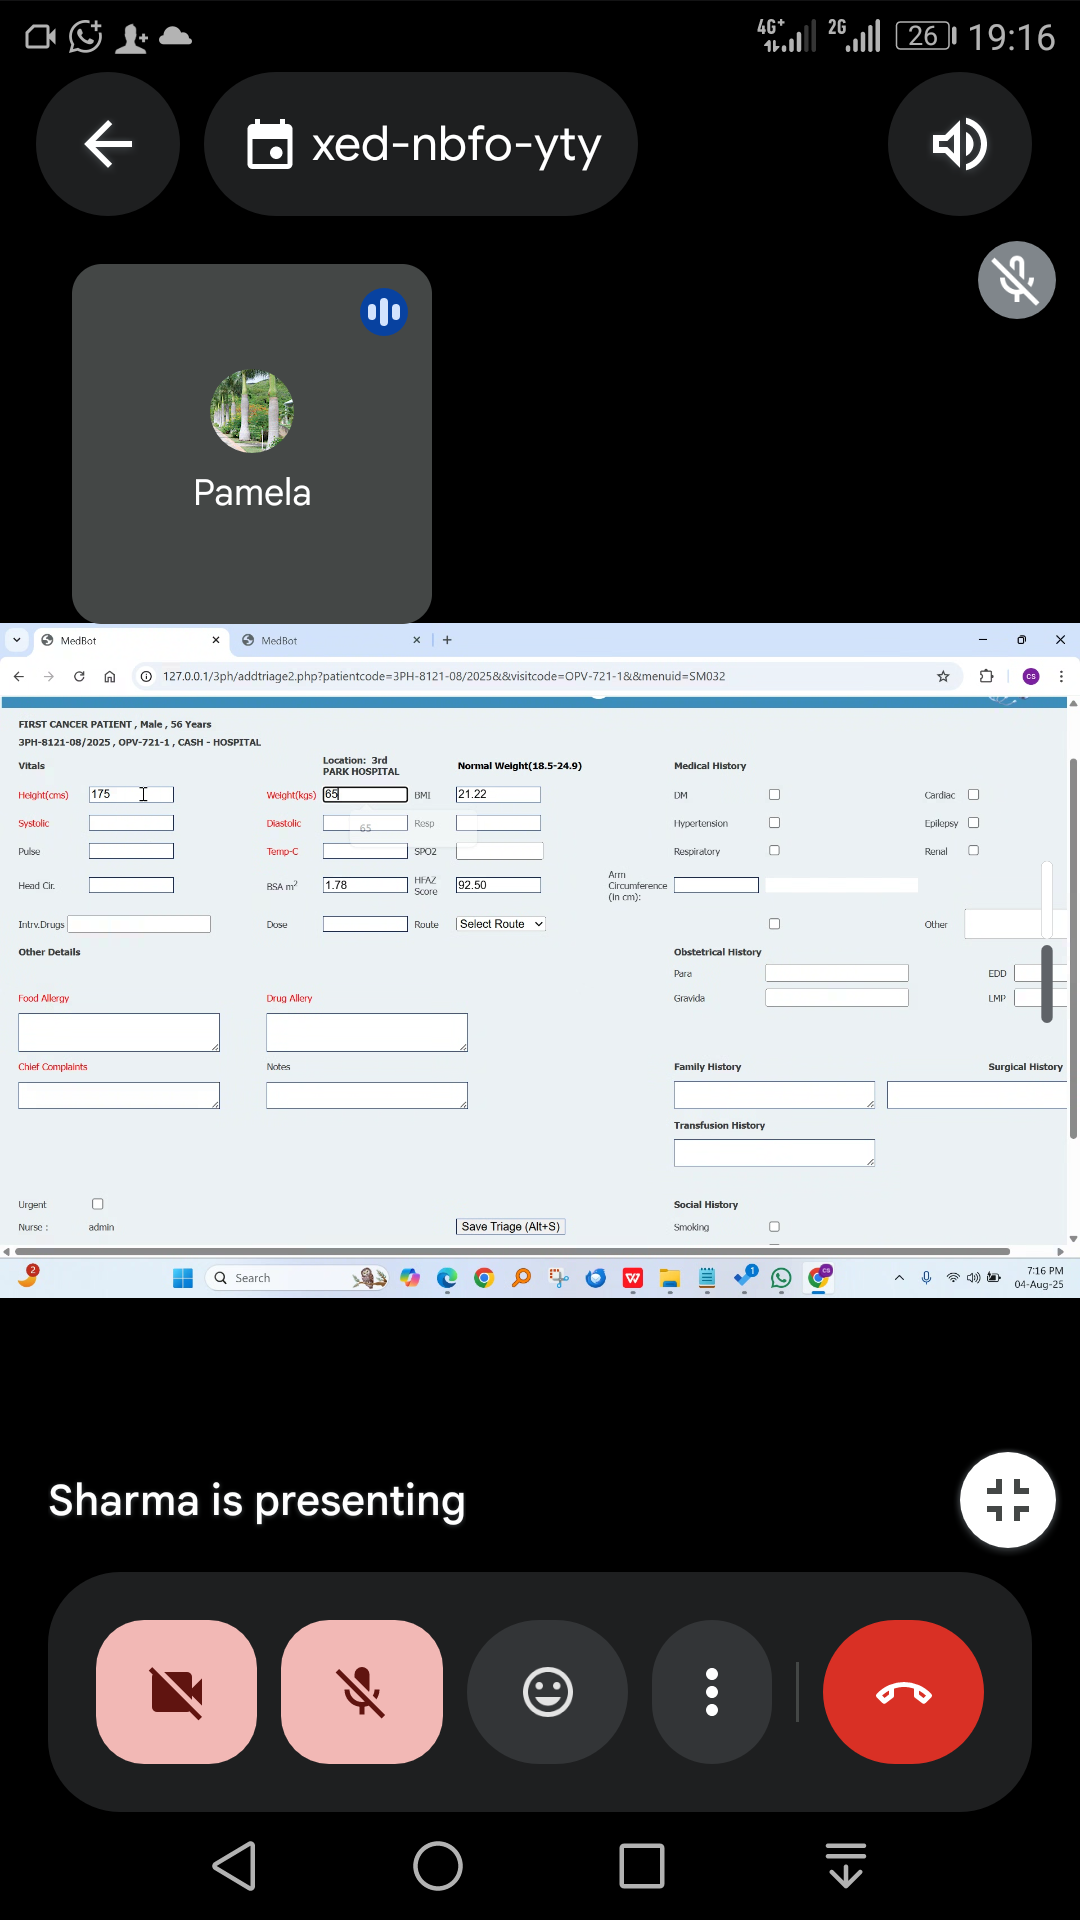 4G+ 2G 26 19:16
xed-nbfo-yty
Pamela
MedBot MedBot
127.0.0.1/3ph/addtriage2.php?patientcode=3PH-8121-08/2025&&visitcode=OPV-721-1&&menuid=SM032
FIRST CANCER PATIENT , Male , 56 Years
3PH-8121-08/2025 , OPV-721-1 , CASH - HOSPITAL
Vitals Location: 3rd PARK HOSPITAL Normal Weight(18.5-24.9) Medical History
Height(cms) 175 Weight(kgs) 65 BMI 21.22 DM Cardiac
Systolic Diastolic 65 Resp Hypertension Epilepsy
Pulse Temp-C SPO2 Respiratory Renal
Head Cir. BSA m2 1.78 HFAZ Score 92.50 Arm Circumference (in cm):
Intrv.Drugs Dose Route Select Route Other
Other Details Obstetrical History
Para EDD
Food Allergy Drug Allery Gravida LMP
Chief Complaints Notes Family History Surgical History
Transfusion History
Urgent Social History
Nurse : admin Save Triage (Alt+S) Smoking
2 Search 1 CS 7:16 PM
04-Aug-25
Sharma is presenting